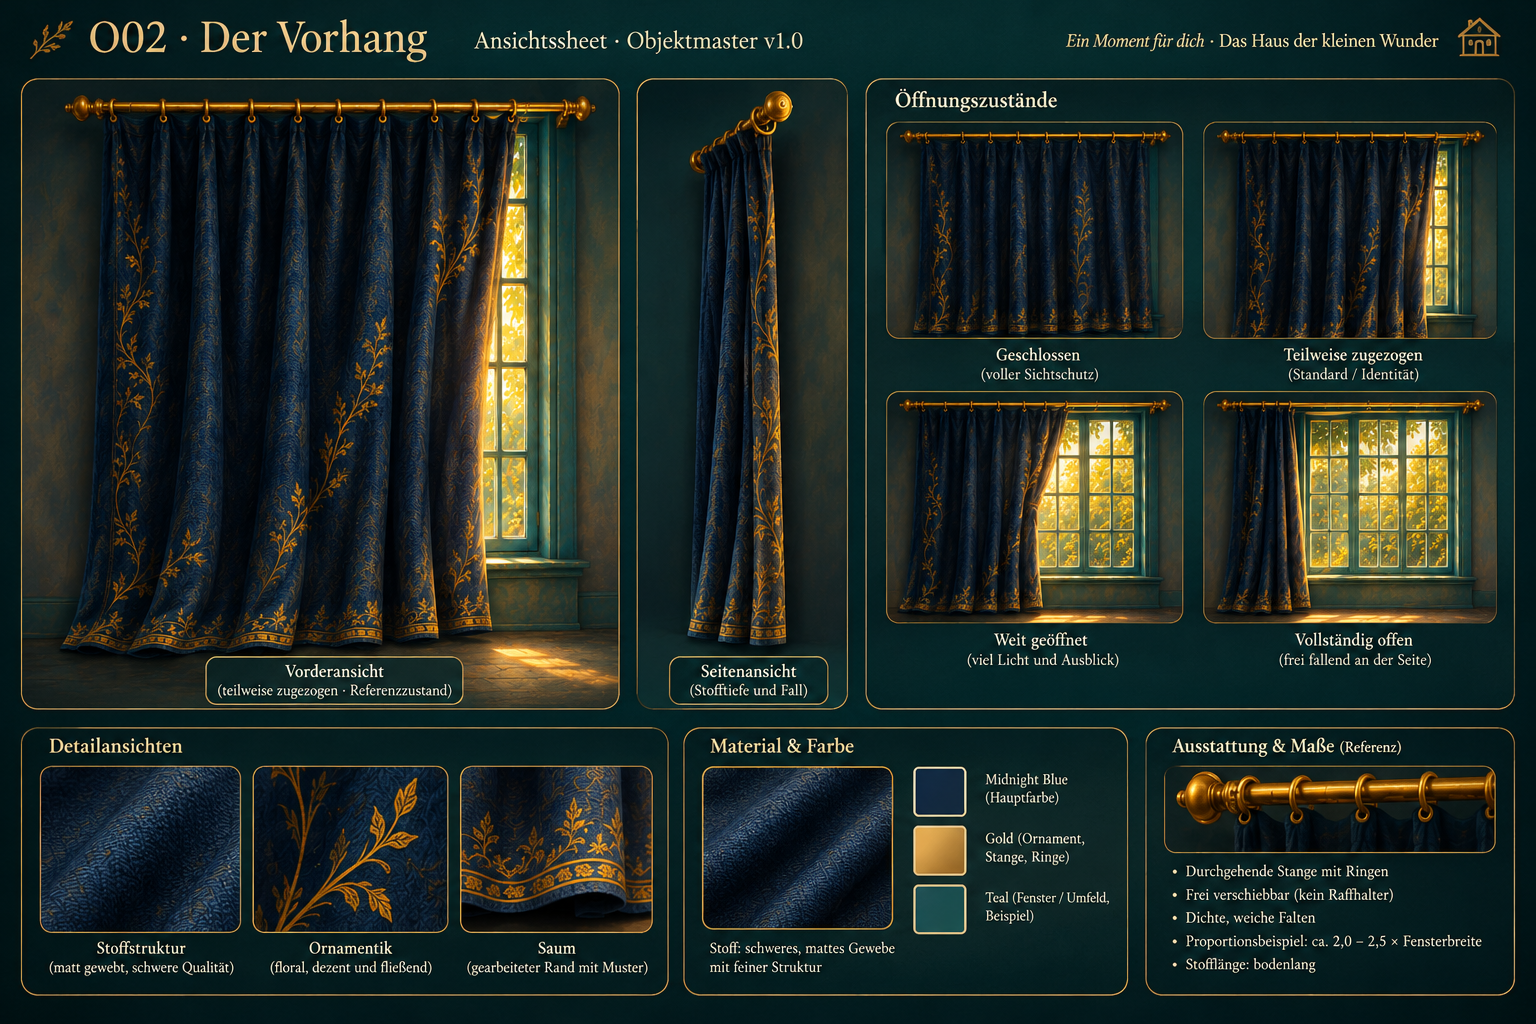 O02 · Der Vorhang
Ansichtssheet · Objektmaster v1.0
Ein Moment für dich · Das Haus der kleinen Wunder
Vorderansicht
(teilweise zugezogen · Referenzzustand)
Seitenansicht
(Stofftiefe und Fall)
Öffnungszustände
Geschlossen
(voller Sichtschutz)
Teilweise zugezogen
(Standard / Identität)
Weit geöffnet
(viel Licht und Ausblick)
Vollständig offen
(frei fallend an der Seite)
Detailansichten
Stoffstruktur
(matt gewebt, schwere Qualität)
Ornamentik
(floral, dezent und fließend)
Saum
(gearbeiteter Rand mit Muster)
Material & Farbe
Stoff: schweres, mattes Gewebe
mit feiner Struktur
Midnight Blue
(Hauptfarbe)
Gold (Ornament,
Stange, Ringe)
Teal (Fenster / Umfeld,
Beispiel)
Ausstattung & Maße (Referenz)
• Durchgehende Stange mit Ringen
• Frei verschiebbar (kein Raffhalter)
• Dichte, weiche Falten
• Proportionsbeispiel: ca. 2,0 – 2,5 × Fensterbreite
• Stofflänge: bodenlang